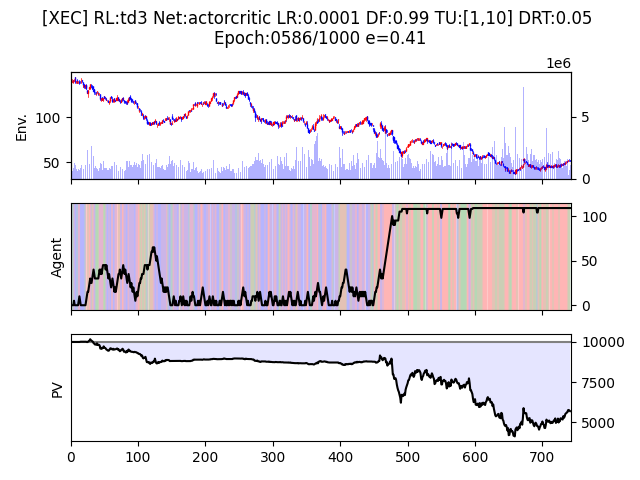 [XEC] RL:td3 Net:actorcritic LR:0.0001 DF:0.99 TU:[1,10] DRT:0.05
Epoch:0586/1000 e=0.41
1e6
Env.
100
50
5
0
Agent
100
50
0
PV
10000
7500
5000
0 100 200 300 400 500 600 700